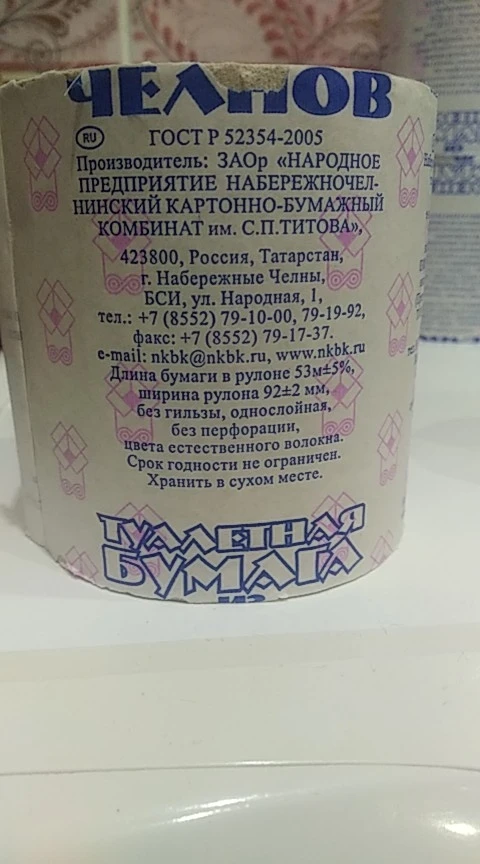 ЧЕЛНОВ
RU
ГОСТ Р 52354-2005
Производитель: ЗАОр «НАРОДНОЕ
ПРЕДПРИЯТИЕ НАБЕРЕЖНОЧЕЛ-
НИНСКИЙ КАРТОННО-БУМАЖНЫЙ
КОМБИНАТ им. С.П.ТИТОВА»,
423800, Россия, Татарстан,
г. Набережные Челны,
БСИ, ул. Народная, 1,
тел.: +7 (8552) 79-10-00, 79-19-92,
факс: +7 (8552) 79-17-37.
e-mail: nkbk@nkbk.ru, www.nkbk.ru
Длина бумаги в рулоне 53м±5%,
ширина рулона 92±2 мм,
без гильзы, однослойная,
без перфорации,
цвета естественного волокна.
Срок годности не ограничен.
Хранить в сухом месте.
ТУАЛЕТНАЯ
БУМАГА
ИЗ